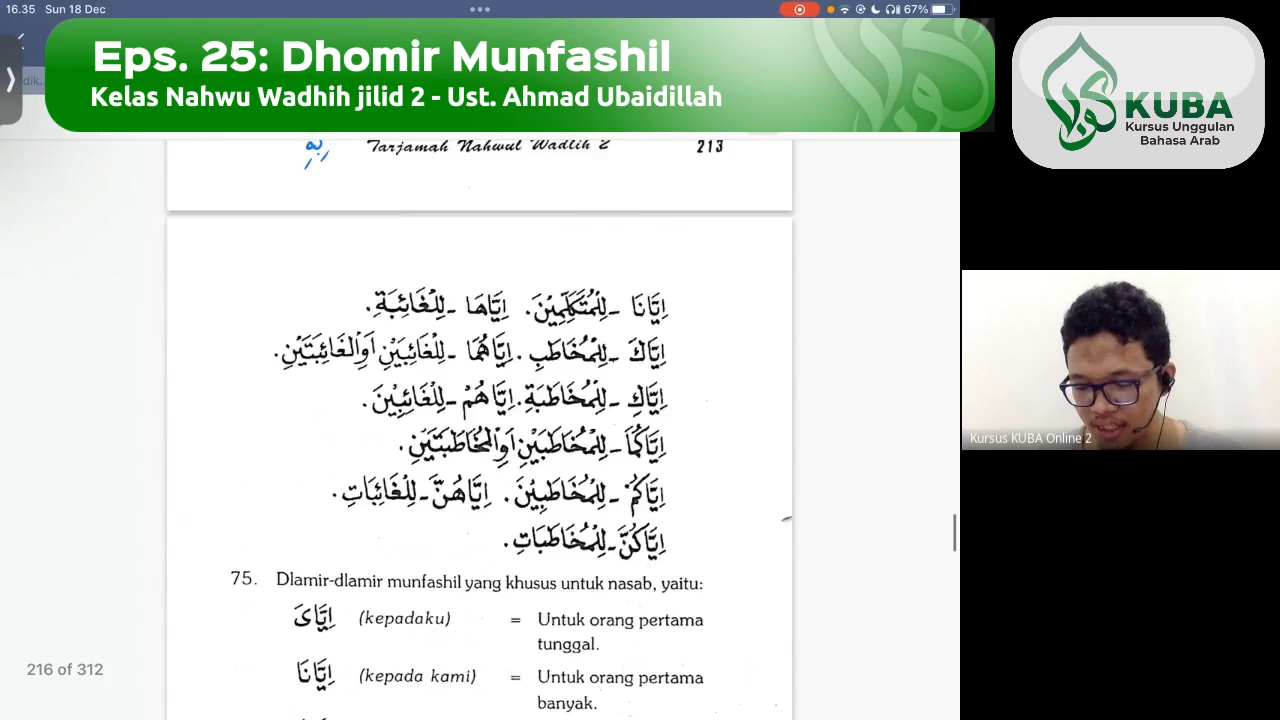 16.35 Sun 18 Dec
67%
Eps. 25: Dhomir Munfashil
Kelas Nahwu Wadhih jilid 2 - Ust. Ahmad Ubaidillah
KUBA
Kursus Unggulan
Bahasa Arab
dik..
Tarjamah Nahwul Wadlih 2 213
اِيَّانَا ـ لِلْمُتَكَلِّمِيْنَ. اِيَّاهَا ـ لِلْغَائِبَةِ.
اِيَّاكَ ـ لِلْمُخَاطَبِ. اِيَّاهُمَا ـ لِلْغَائِبَيْنِ اَوِالْغَائِبَتَيْنِ.
اِيَّاكِ ـ لِلْمُخَاطَبَةِ. اِيَّاهُمْ ـ لِلْغَائِبِيْنَ.
اِيَّاكُمَا ـ لِلْمُخَاطَبَيْنِ اَوِالْمُخَاطَبَتَيْنِ.
اِيَّاكُمْ ـ لِلْمُخَاطَبِيْنَ. اِيَّاهُنَّ ـ لِلْغَائِبَاتِ.
اِيَّاكُنَّ ـ لِلْمُخَاطَبَاتِ.
75. Dlamir-dlamir munfashil yang khusus untuk nasab, yaitu:
اِيَّاىَ (kepadaku) = Untuk orang pertama
tunggal.
اِيَّانَا (kepada kami) = Untuk orang pertama
banyak.
216 of 312
Kursus KUBA Online 2